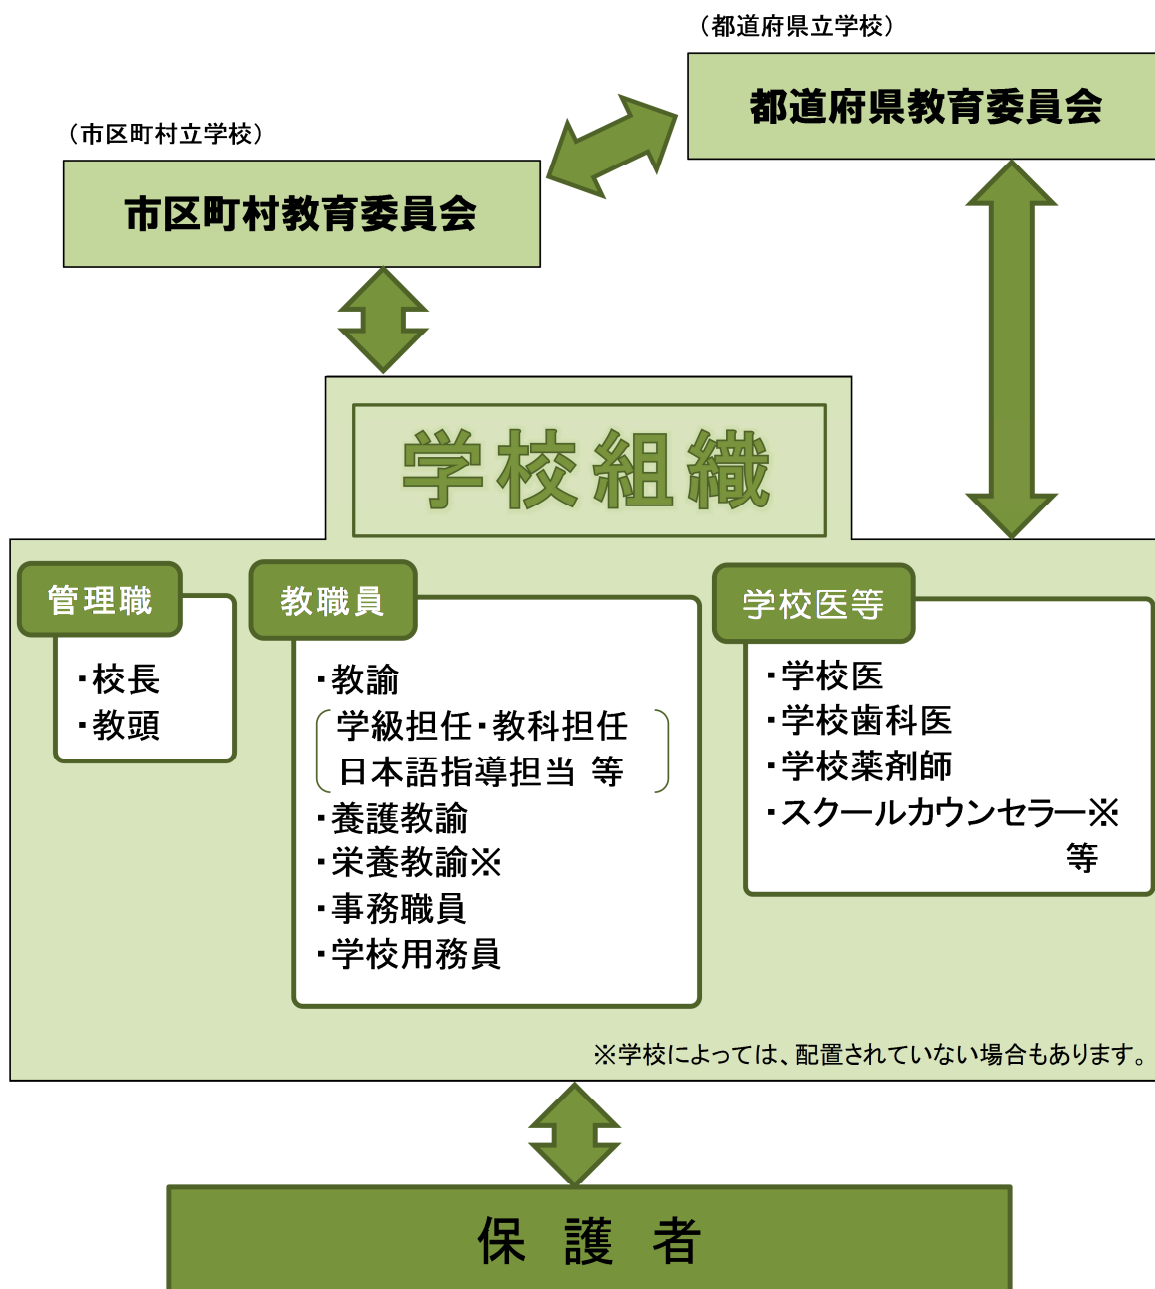 （都道府県立学校）
都道府県教育委員会
（市区町村立学校）
市区町村教育委員会
学校組織
管理職
・校長
・教頭
教職員
・教諭
学級担任・教科担任
日本語指導担当 等
・養護教諭
・栄養教諭※
・事務職員
・学校用務員
学校医等
・学校医
・学校歯科医
・学校薬剤師
・スクールカウンセラー※
等
※学校によっては、配置されていない場合もあります。
保 護 者